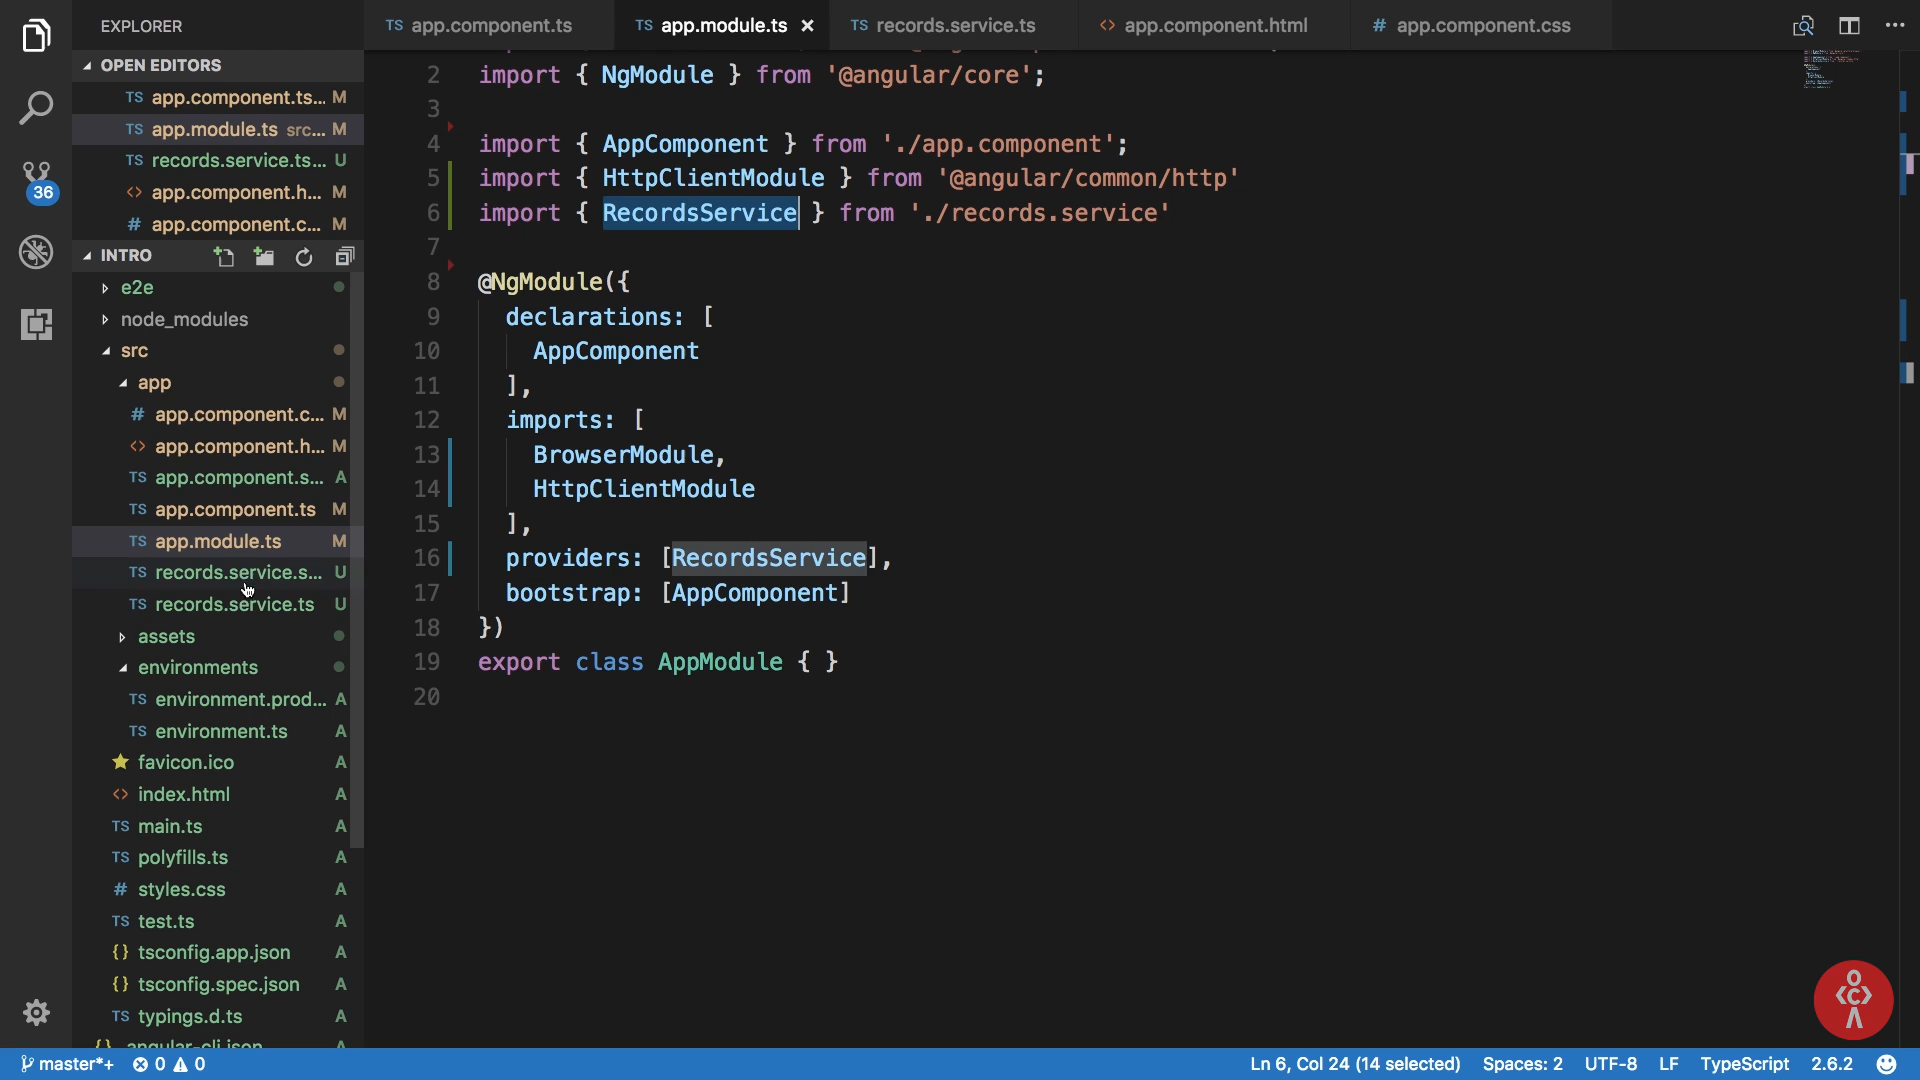 EXPLORER
OPEN EDITORS
TS app.component.ts... M
TS app.module.ts src... M
TS records.service.ts... U
<> app.component.h... M
# app.component.c... M
36
INTRO
e2e
node_modules
src
app
# app.component.c... M
<> app.component.h... M
TS app.component.s... A
TS app.component.ts M
TS app.module.ts M
TS records.service.s... U
TS records.service.ts U
assets
environments
TS environment.prod... A
TS environment.ts A
favicon.ico A
<> index.html A
TS main.ts A
TS polyfills.ts A
# styles.css A
TS test.ts A
{} tsconfig.app.json A
{} tsconfig.spec.json A
TS typings.d.ts A
TS app.component.ts TS app.module.ts × TS records.service.ts <> app.component.html # app.component.css ...
2 import { NgModule } from '@angular/core';
3
4 import { AppComponent } from './app.component';
5 import { HttpClientModule } from '@angular/common/http'
6 import { RecordsService } from './records.service'
7
8 @NgModule({
9 declarations: [
10 AppComponent
11 ],
12 imports: [
13 BrowserModule,
14 HttpClientModule
15 ],
16 providers: [RecordsService],
17 bootstrap: [AppComponent]
18 })
19 export class AppModule { }
20
master*+ 0 0 Ln 6, Col 24 (14 selected) Spaces: 2 UTF-8 LF TypeScript 2.6.2